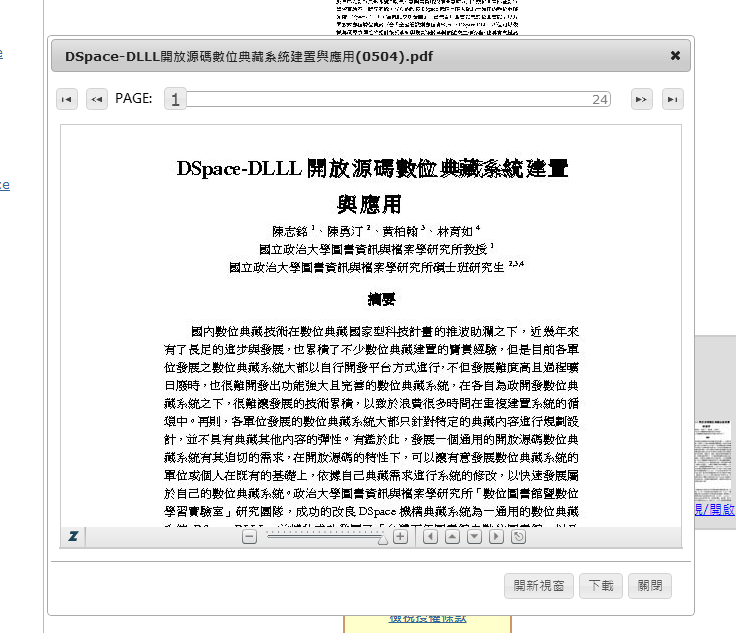 DSpace-DLLL開放源碼數位典藏系統建置與應用(0504).pdf
PAGE: 1 24
DSpace-DLLL 開放源碼數位典藏系統建置
與應用
陳志銘 1、陳勇汀 2、黃柏翰 3、林育如 4
國立政治大學圖書資訊與檔案學研究所教授 1
國立政治大學圖書資訊與檔案學研究所碩士班研究生 2,3,4
摘要
國內數位典藏技術在數位典藏國家型科技計畫的推波助瀾之下，近幾年來
有了長足的進步與發展，也累積了不少數位典藏建置的寶貴經驗，但是目前各單
位發展之數位典藏系統大都以自行開發平台方式進行，不但發展難度高且過程曠
日廢時，也很難開發出功能強大且完善的數位典藏系統，在各自為政開發數位典
藏系統之下，很難讓發展的技術累積，以致於浪費很多時間在重複建置系統的循
環中。再則，各單位發展的數位典藏系統大都只針對特定的典藏內容進行規劃設
計，並不具有典藏其他內容的彈性。有鑑於此，發展一個通用的開放源碼數位典
藏系統有其迫切的需求，在開放源碼的特性下，可以讓有意發展數位典藏系統的
單位或個人在既有的基礎上，依據自己典藏需求進行系統的修改，以快速發展屬
於自己的數位典藏系統。政治大學圖書資訊與檔案學研究所「數位圖書館暨數位
學習實驗室」研究團隊，成功的改良 DSpace 機構典藏系統為一通用的數位典藏
Z
開新視窗 下載 關閉
檢視授權條款